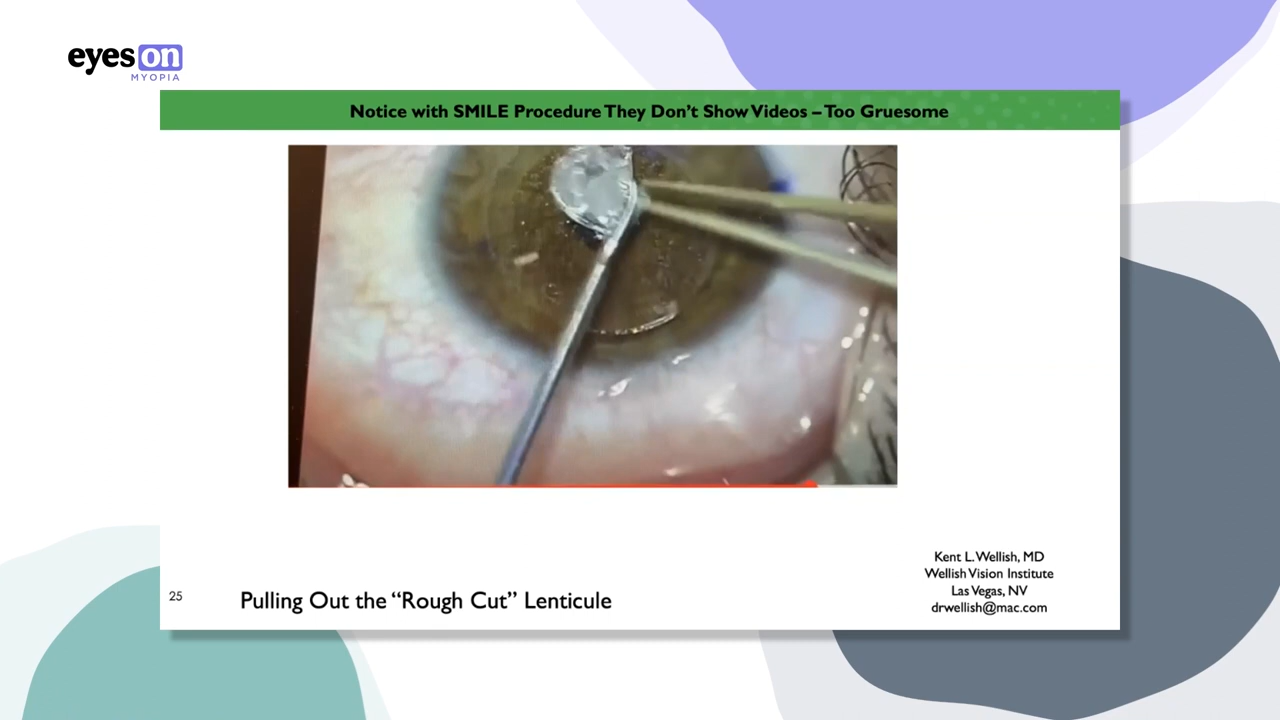 eyes on
MYOPIA
Notice with SMILE Procedure They Don't Show Videos – Too Gruesome
Kent L. Wellish, MD
Wellish Vision Institute
Las Vegas, NV
drwellish@mac.com
25
Pulling Out the “Rough Cut” Lenticule